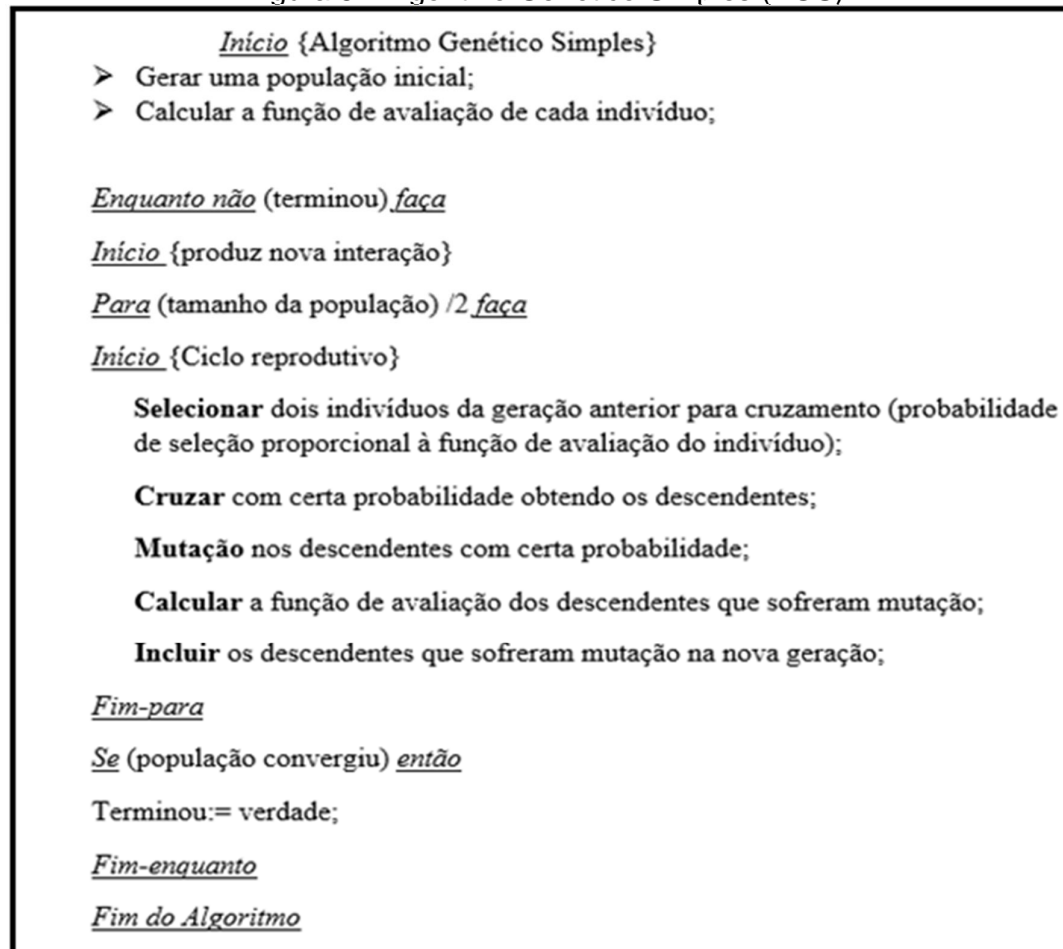 Início {Algoritmo Genético Simples}
➢ Gerar uma população inicial;
➢ Calcular a função de avaliação de cada indivíduo;
Enquanto não (terminou) faça
Início {produz nova interação}
Para (tamanho da população) /2 faça
Início {Ciclo reprodutivo}
Selecionar dois indivíduos da geração anterior para cruzamento (probabilidade
de seleção proporcional à função de avaliação do indivíduo);
Cruzar com certa probabilidade obtendo os descendentes;
Mutação nos descendentes com certa probabilidade;
Calcular a função de avaliação dos descendentes que sofreram mutação;
Incluir os descendentes que sofreram mutação na nova geração;
Fim-para
Se (população convergiu) então
Terminou:= verdade;
Fim-enquanto
Fim do Algoritmo